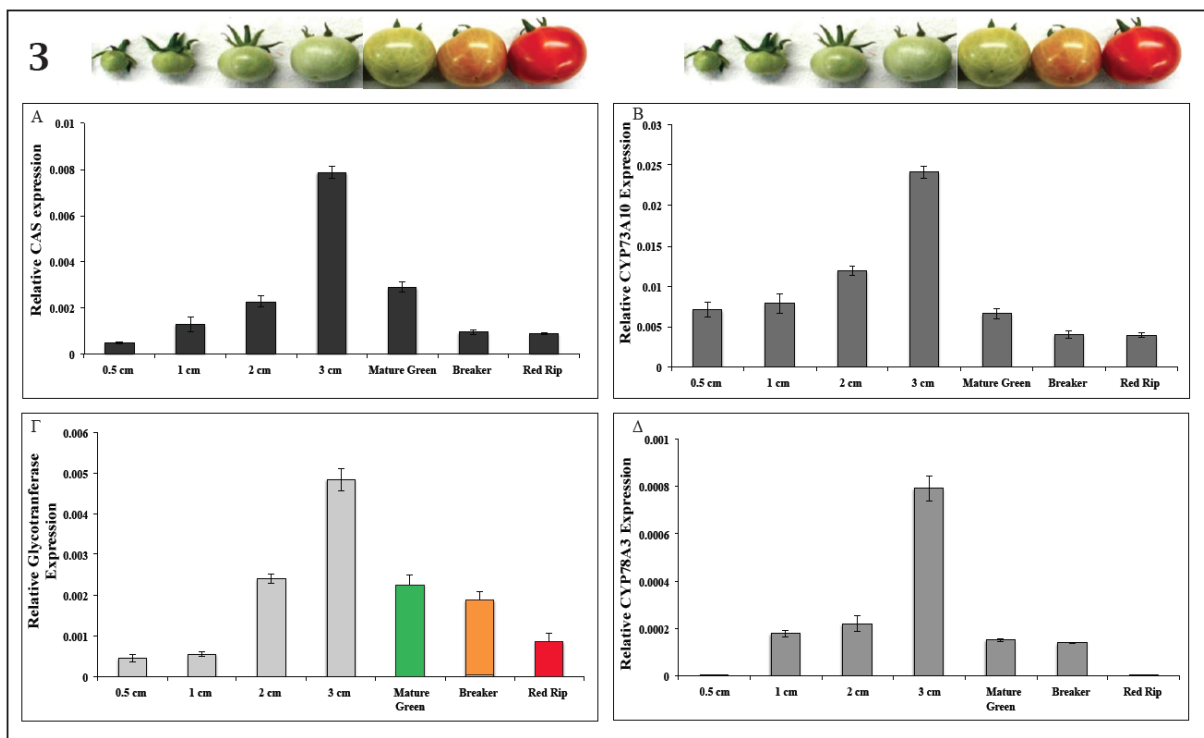 3
A
Relative CAS expression
0.01
0.008
0.006
0.004
0.002
0
0.5 cm 1 cm 2 cm 3 cm Mature Green Breaker Red Rip
B
Relative CYP73A10 Expression
0.03
0.025
0.02
0.015
0.01
0.005
0
0.5 cm 1 cm 2 cm 3 cm Mature Green Breaker Red Rip
Γ
Relative Glycotranferase
Expression
0.006
0.005
0.004
0.003
0.002
0.001
0
0.5 cm 1 cm 2 cm 3 cm Mature Breaker Red Rip
Green
Δ
Relative CYP78A3 Expression
0.001
0.0008
0.0006
0.0004
0.0002
0
0.5 cm 1 cm 2 cm 3 cm Mature Breaker Red Rip
Green